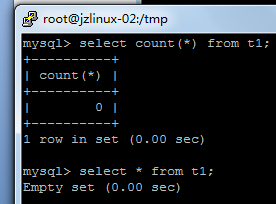 root@jzlinux-02:/tmp
mysql> select count(*) from t1;
+----------+
| count(*) |
+----------+
|        0 |
+----------+
1 row in set (0.00 sec)
mysql> select * from t1;
Empty set (0.00 sec)